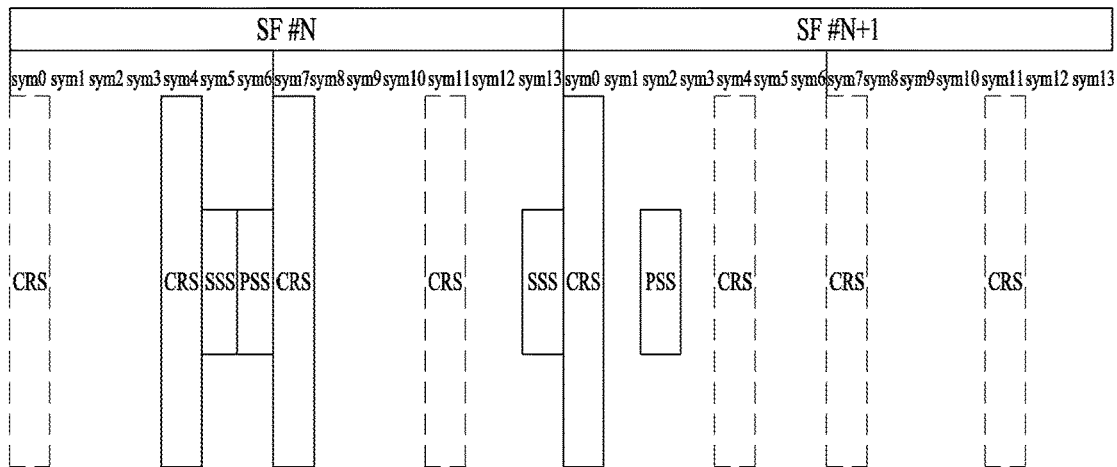 SF #N SF #N+1
sym0 sym1 sym2 sym3 sym4 sym5 sym6 sym7 sym8 sym9 sym10 sym11 sym12 sym13 sym0 sym1 sym2 sym3 sym4 sym5 sym6 sym7 sym8 sym9 sym10 sym11 sym12 sym13
CRS CRS SSS PSS CRS CRS SSS CRS PSS CRS CRS CRS